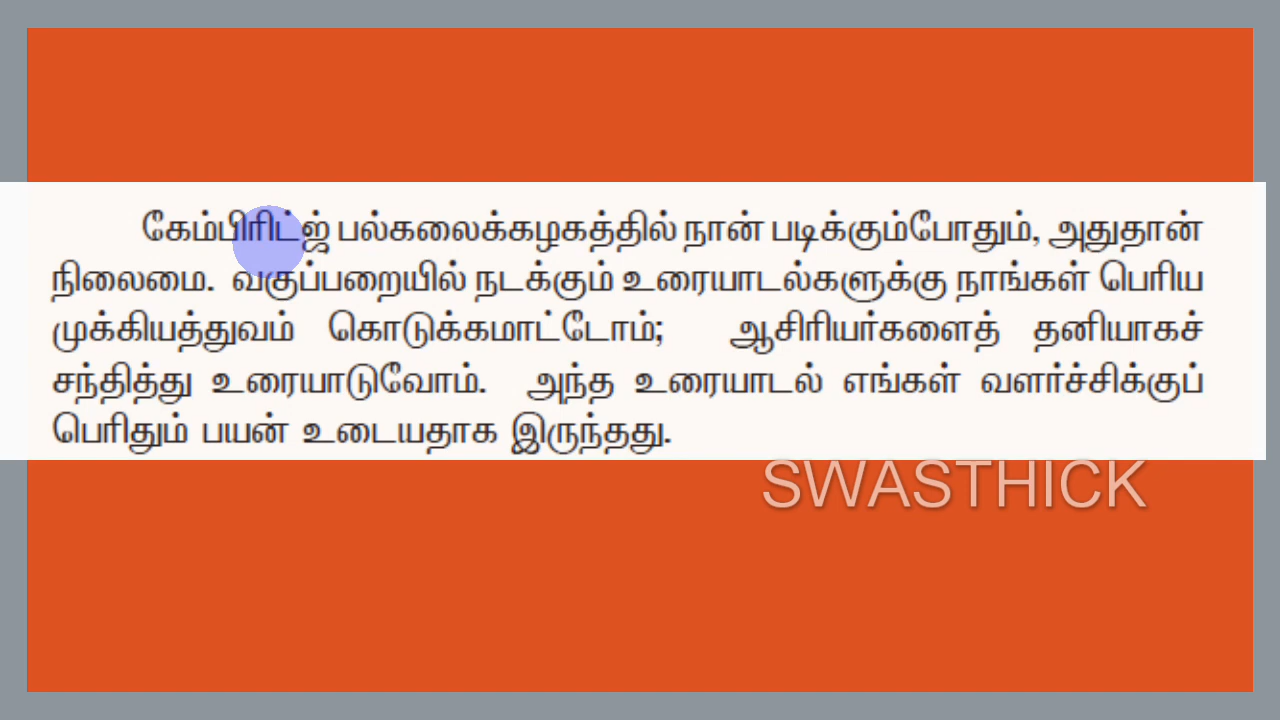 கேம்பிரிட்ஜ் பல்கலைக்கழகத்தில் நான் படிக்கும்போதும், அதுதான்
நிலைமை. வகுப்பறையில் நடக்கும் உரையாடல்களுக்கு நாங்கள் பெரிய
முக்கியத்துவம் கொடுக்கமாட்டோம்; ஆசிரியர்களைத் தனியாகச்
சந்தித்து உரையாடுவோம். அந்த உரையாடல் எங்கள் வளர்ச்சிக்குப்
பெரிதும் பயன் உடையதாக இருந்தது.
SWASTHICK